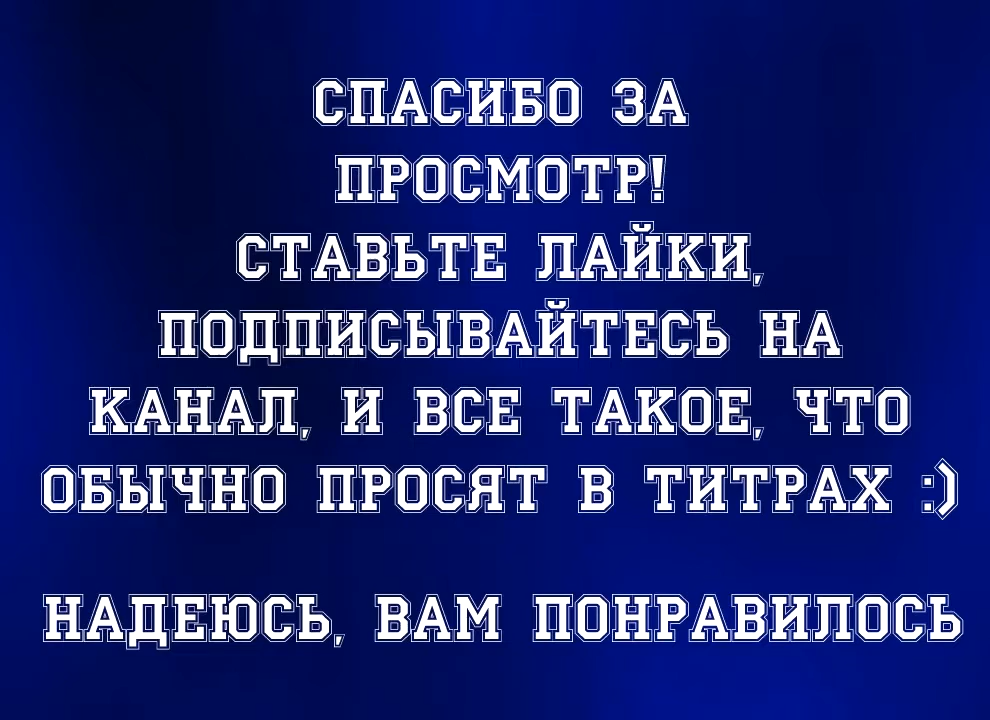 СПАСИБО ЗА
ПРОСМОТР!
СТАВЬТЕ ЛАЙКИ,
ПОДПИСЫВАЙТЕСЬ НА
КАНАЛ, И ВСЕ ТАКОЕ, ЧТО
ОБЫЧНО ПРОСЯТ В ТИТРАХ :)
НАДЕЮСЬ, ВАМ ПОНРАВИЛОСЬ